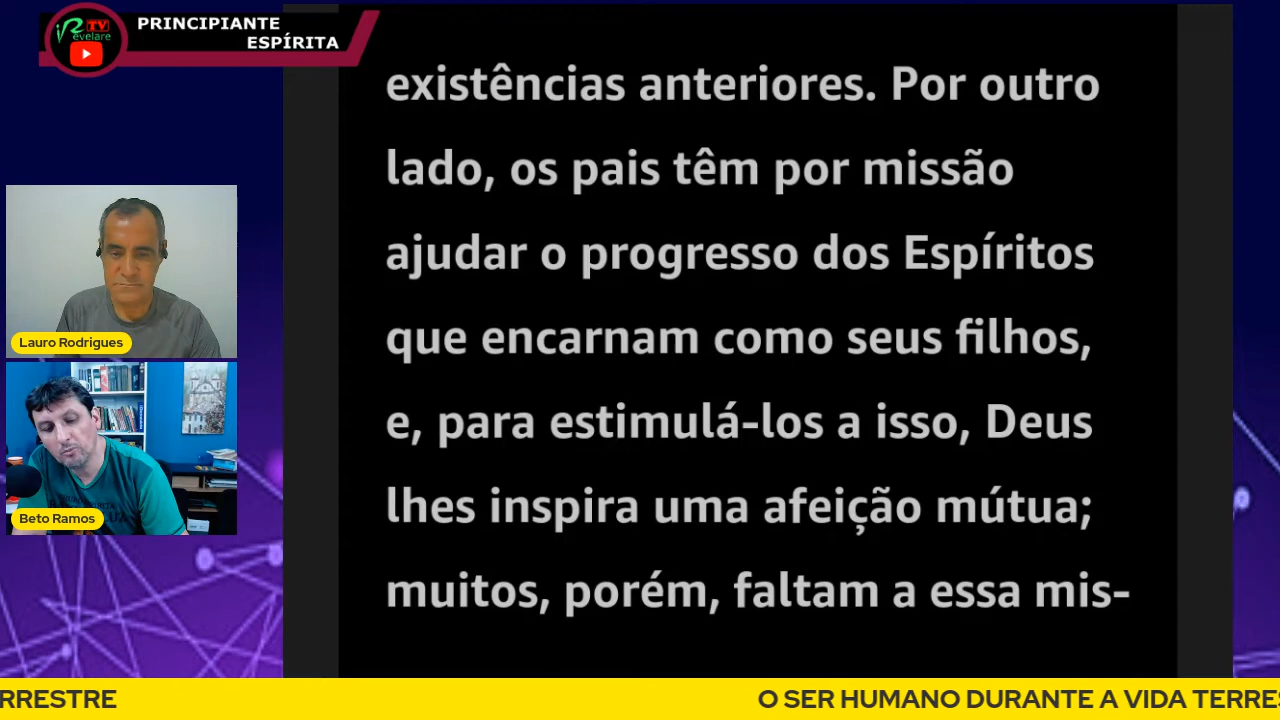 iRevelare TV
PRINCIPIANTE
ESPÍRITA
existências anteriores. Por outro
lado, os pais têm por missão
ajudar o progresso dos Espíritos
que encarnam como seus filhos,
e, para estimulá-los a isso, Deus
lhes inspira uma afeição mútua;
muitos, porém, faltam a essa mis-
Lauro Rodrigues
Beto Ramos
RRESTRE
O SER HUMANO DURANTE A VIDA TERRES